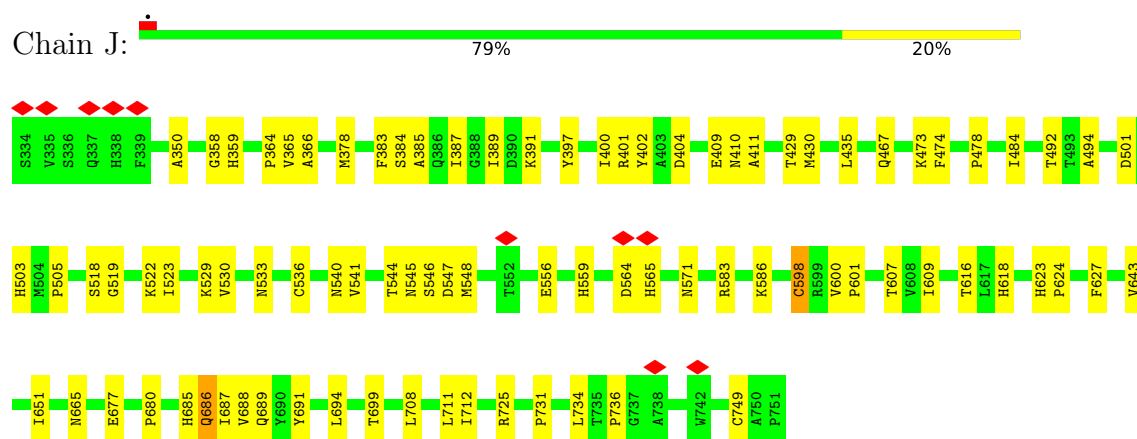 Chain J:
79% 20%
S334 V335 S336 Q337 H338 F339 A350 G358 H359 P364 V365 A366 M378 F383 S384 A385 Q386 I387 G388 I389 D390 K391 Y397 I400 R401 Y402 A403 D404 E409 N410 A411 T429 M430 L435 Q467 K473 F474 P478 I484 T492 T493 A494 D501
H503 M504 P505 S518 G519 K522 I523 K529 V530 N533 C536 N540 V541 T544 N545 S546 D547 M548 T552 E556 H559 D564 H565 N571 R583 K586 C598 R599 V600 P601 T607 V608 I609 T616 L617 H618 H623 P624 F627 V643
I651 N665 E677 P680 H685 Q686 I687 V688 Q689 Y690 Y691 L694 T699 L708 L711 I712 R725 P731 L734 T735 P736 G737 A738 W742 C749 A750 P751